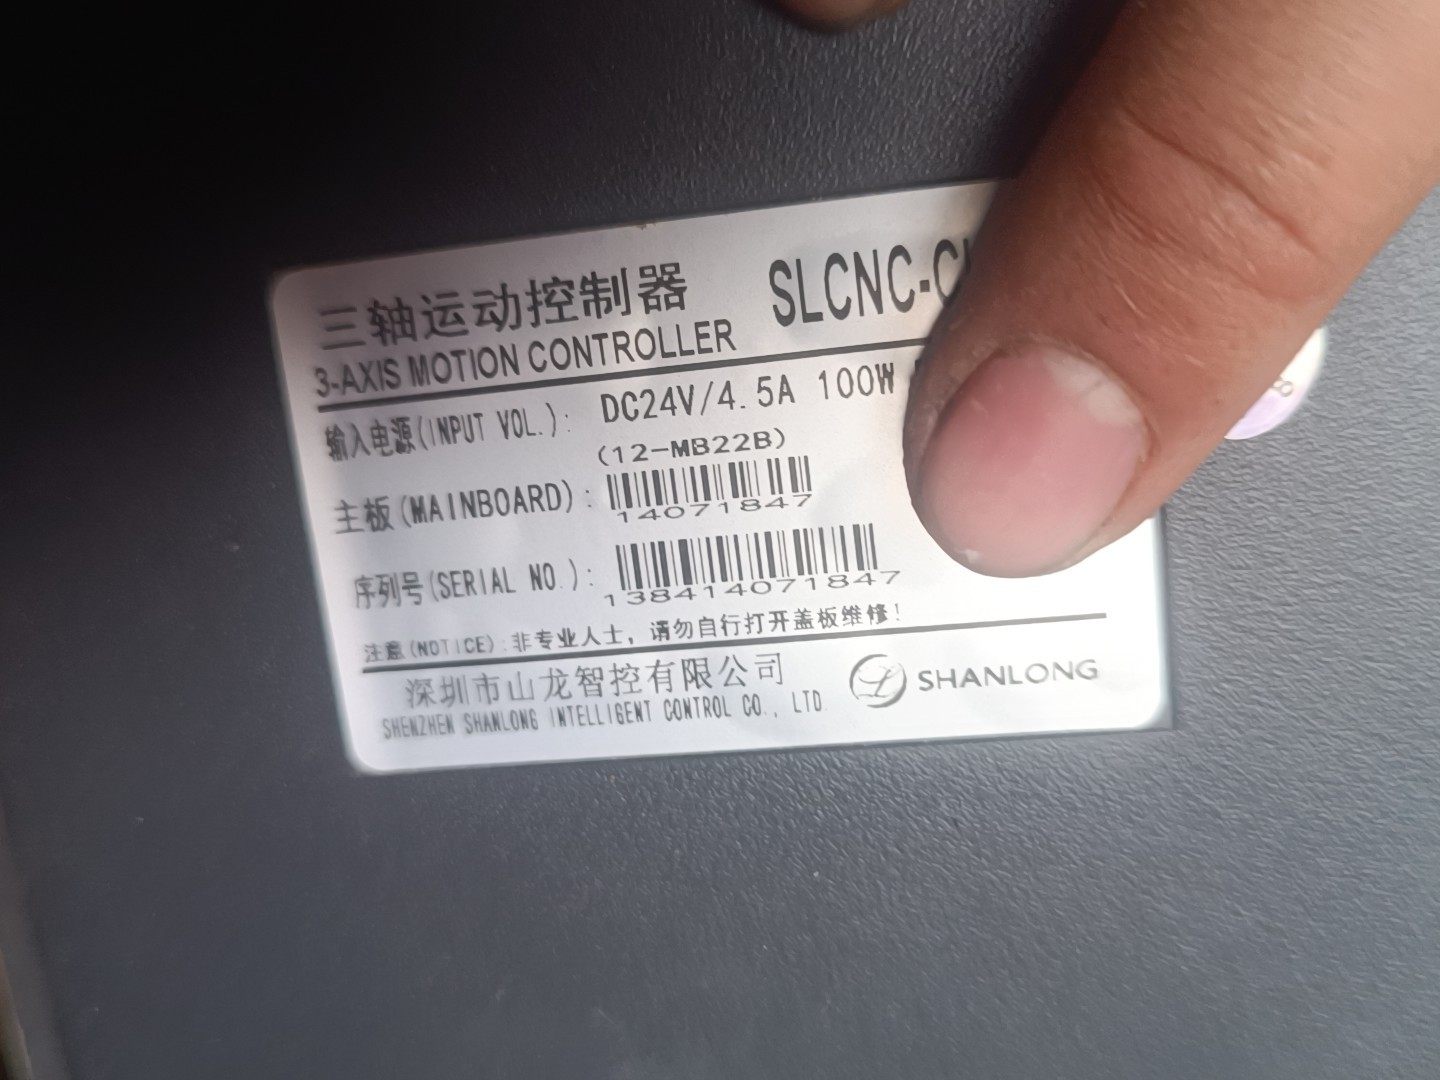 三轴运动控制器 SLCNC-C
3-AXIS MOTION CONTROLLER
输入电源(INPUT VOL.): DC24V/4.5A 100W
(12-MB22B)
主板(MAINBOARD):
14071847
序列号(SERIAL NO.):
138414071847
注意(NOTICE):非专业人士，请勿自行打开盖板维修!
深圳市山龙智控有限公司 SHANLONG
SHENZHEN SHANLONG INTELLIGENT CONTROL CO., LTD.